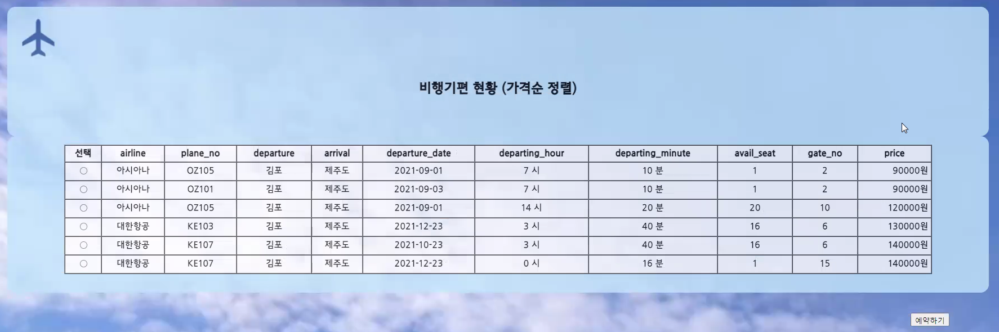 비행기편 현황 (가격순 정렬)
선택 airline plane_no departure arrival departure_date departing_hour departing_minute avail_seat gate_no price
아시아나 OZ105 김포 제주도 2021-09-01 7 시 10 분 1 2 90000원
아시아나 OZ101 김포 제주도 2021-09-03 7 시 10 분 1 2 90000원
아시아나 OZ105 김포 제주도 2021-09-01 14 시 20 분 20 10 120000원
대한항공 KE103 김포 제주도 2021-12-23 3 시 40 분 16 6 130000원
대한항공 KE107 김포 제주도 2021-10-23 3 시 40 분 16 6 140000원
대한항공 KE107 김포 제주도 2021-12-23 0 시 16 분 1 15 140000원
예약하기